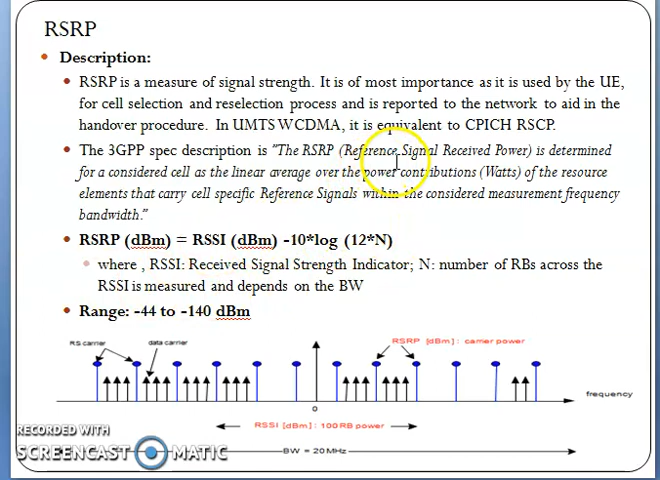 RSRP
Description:
RSRP is a measure of signal strength. It is of most importance as it is used by the UE,
for cell selection and reselection process and is reported to the network to aid in the
handover procedure. In UMTS WCDMA, it is equivalent to CPICH RSCP.
The 3GPP spec description is "The RSRP (Reference Signal Received Power) is determined
for a considered cell as the linear average over the power contributions (Watts) of the resource
elements that carry cell specific Reference Signals within the considered measurement frequency
bandwidth."
RSRP (dBm) = RSSI (dBm) -10*log (12*N)
where , RSSI: Received Signal Strength Indicator; N: number of RBs across the
RSSI is measured and depends on the BW
Range: -44 to -140 dBm
RS carrier data carrier RSRP [dBm] : carrier power
frequency
0
RSSI [dBm] : 100 RB power
BW = 20 MHz
RECORDED WITH
SCREENCAST MATIC